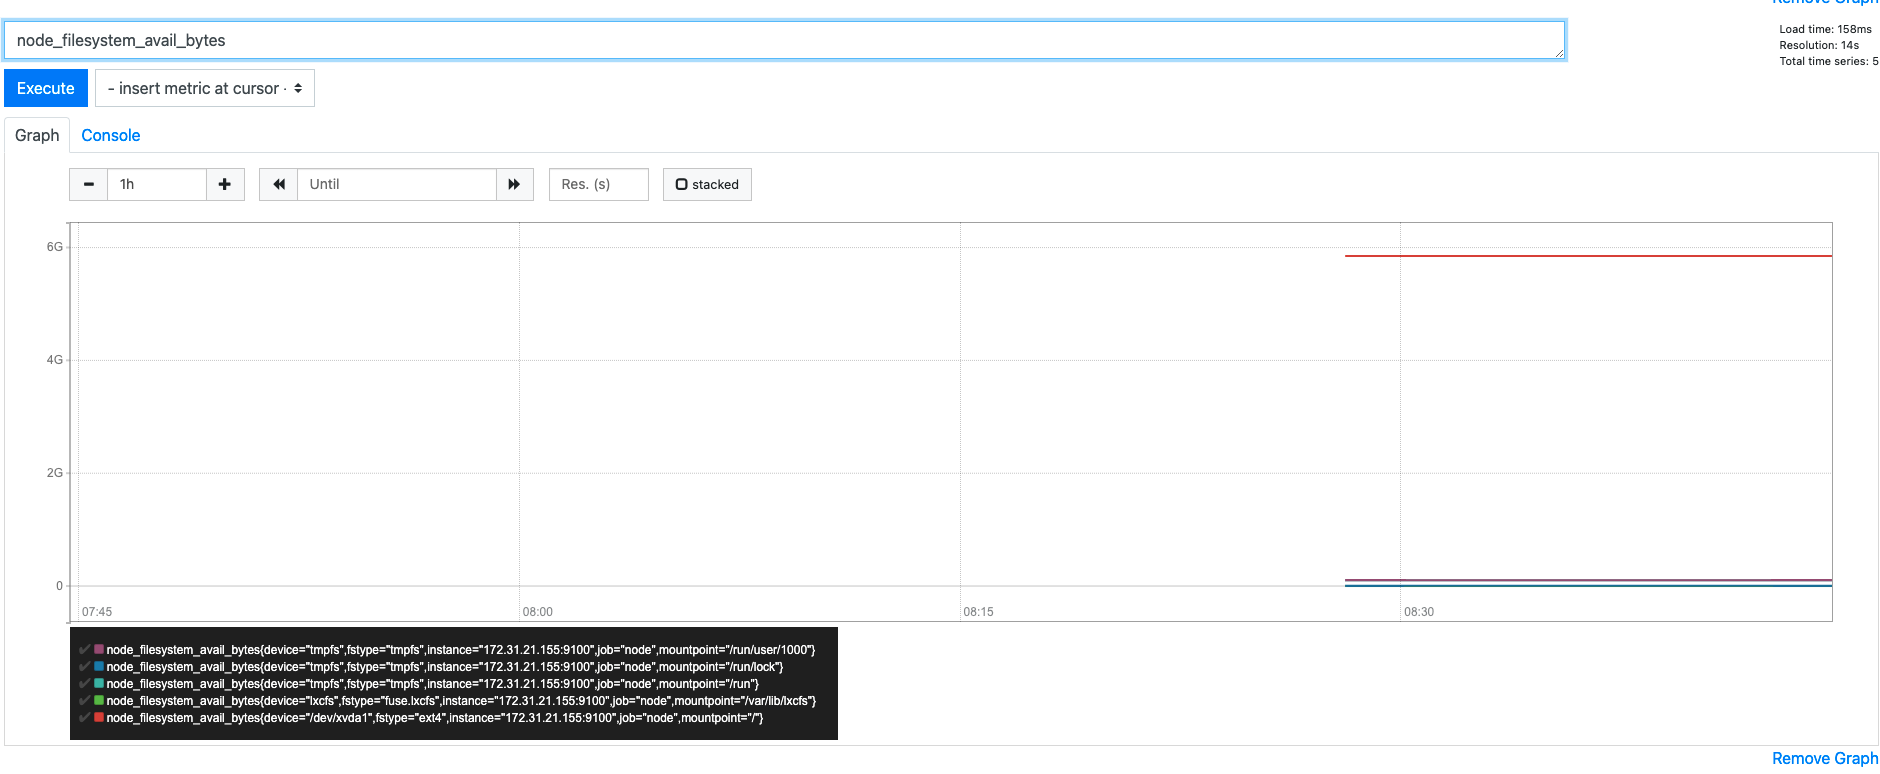 Remove Graph
node_filesystem_avail_bytes
Load time: 158ms
Resolution: 14s
Total time series: 5
Execute
- insert metric at cursor -
Graph Console
1h Until Res. (s) stacked
6G
4G
2G
0
07:45 08:00 08:15 08:30
node_filesystem_avail_bytes{device="tmpfs",fstype="tmpfs",instance="172.31.21.155:9100",job="node",mountpoint="/run/user/1000"}
node_filesystem_avail_bytes{device="tmpfs",fstype="tmpfs",instance="172.31.21.155:9100",job="node",mountpoint="/run/lock"}
node_filesystem_avail_bytes{device="tmpfs",fstype="tmpfs",instance="172.31.21.155:9100",job="node",mountpoint="/run"}
node_filesystem_avail_bytes{device="lxcfs",fstype="fuse.lxcfs",instance="172.31.21.155:9100",job="node",mountpoint="/var/lib/lxcfs"}
node_filesystem_avail_bytes{device="/dev/xvda1",fstype="ext4",instance="172.31.21.155:9100",job="node",mountpoint="/"}
Remove Graph